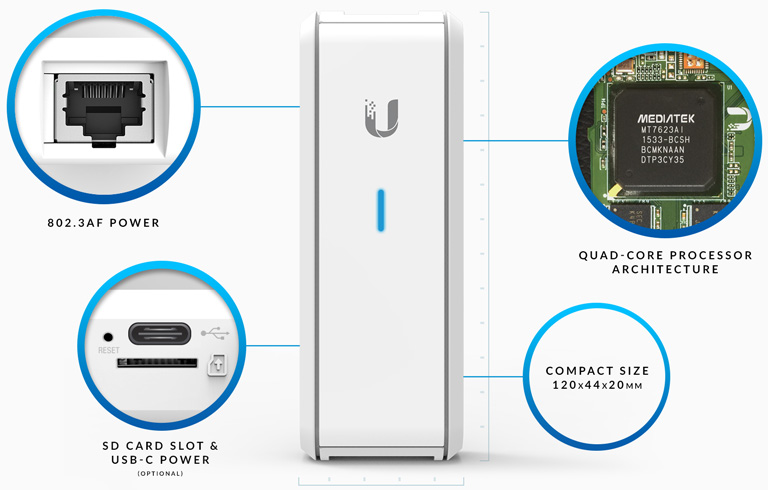 802.3AF POWER
MEDIATEK
MT7623AI
1533-BCSH
BCMKNAAN
DTP3CY35
QUAD-CORE PROCESSOR
ARCHITECTURE
RESET
SD CARD SLOT &
USB-C POWER
(OPTIONAL)
COMPACT SIZE
120x44x20MM